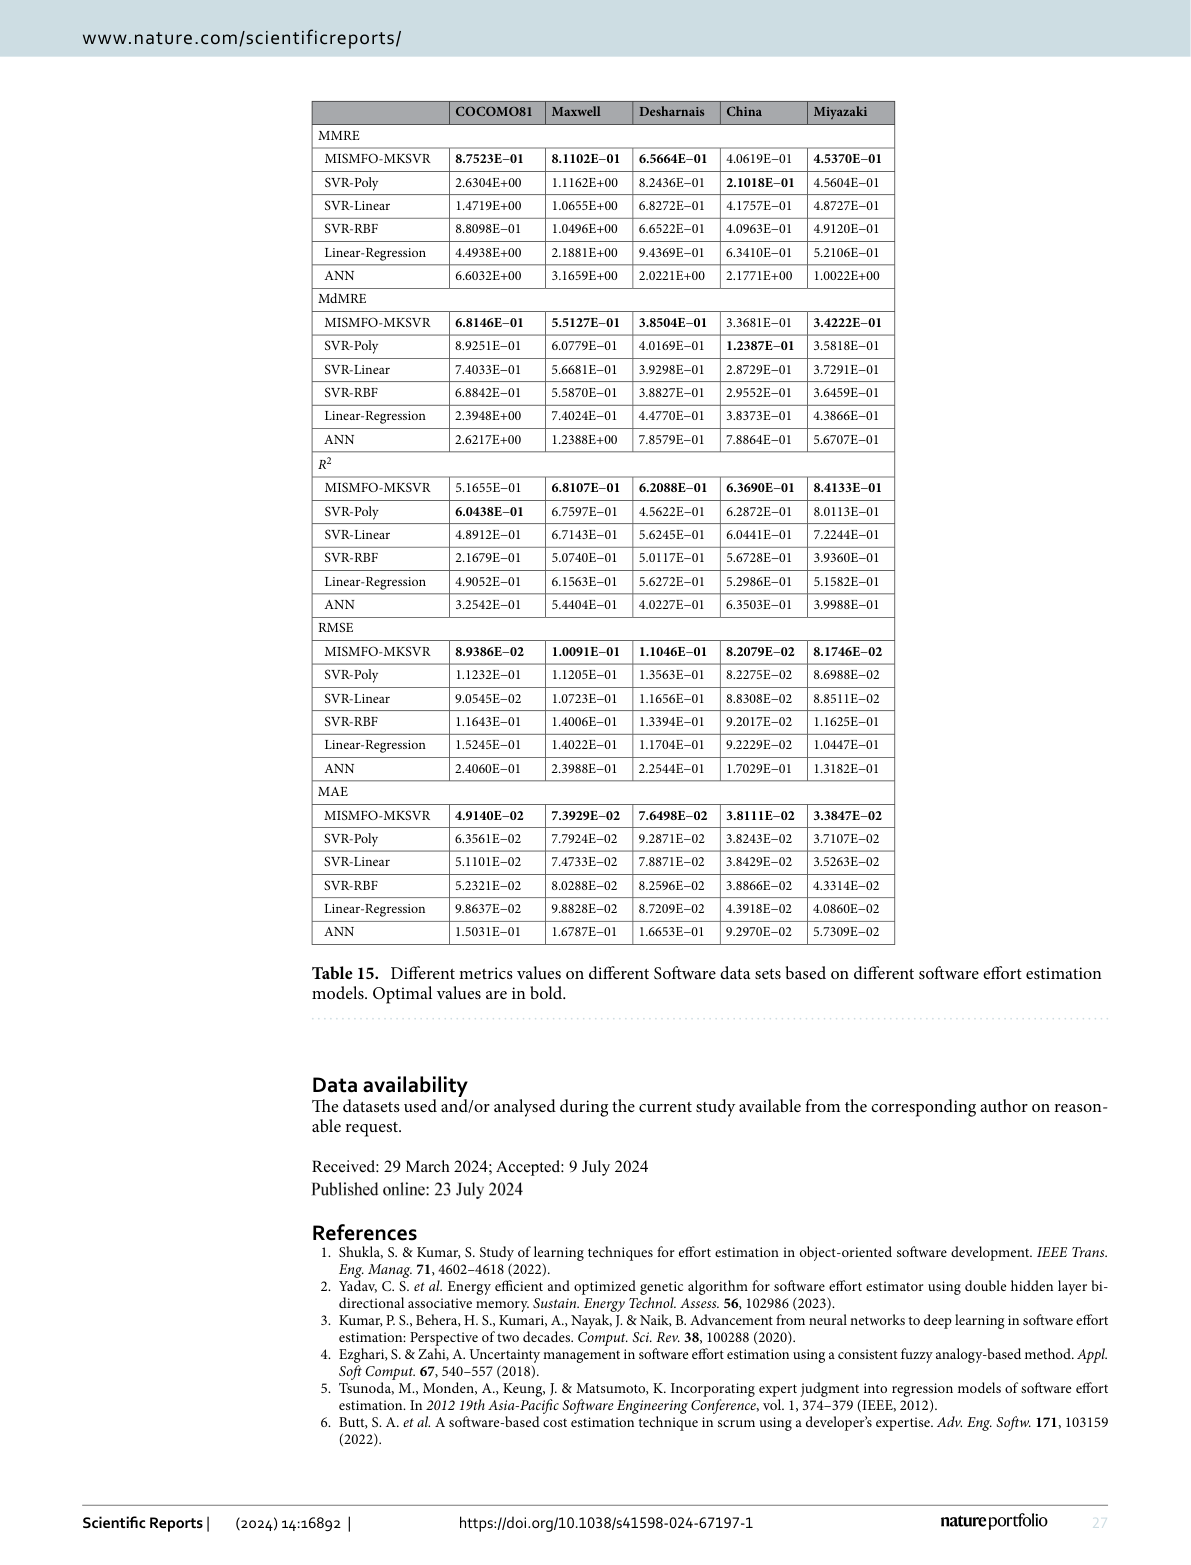 www.nature.com/scientificreports/
COCOMO81 Maxwell Desharnais China Miyazaki
MMRE
MISMFO-MKSVR 8.7523E−01 8.1102E−01 6.5664E−01 4.0619E−01 4.5370E−01
SVR-Poly 2.6304E+00 1.1162E+00 8.2436E−01 2.1018E−01 4.5604E−01
SVR-Linear 1.4719E+00 1.0655E+00 6.8272E−01 4.1757E−01 4.8727E−01
SVR-RBF 8.8098E−01 1.0496E+00 6.6522E−01 4.0963E−01 4.9120E−01
Linear-Regression 4.4938E+00 2.1881E+00 9.4369E−01 6.3410E−01 5.2106E−01
ANN 6.6032E+00 3.1659E+00 2.0221E+00 2.1771E+00 1.0022E+00
MdMRE
MISMFO-MKSVR 6.8146E−01 5.5127E−01 3.8504E−01 3.3681E−01 3.4222E−01
SVR-Poly 8.9251E−01 6.0779E−01 4.0169E−01 1.2387E−01 3.5818E−01
SVR-Linear 7.4033E−01 5.6681E−01 3.9298E−01 2.8729E−01 3.7291E−01
SVR-RBF 6.8842E−01 5.5870E−01 3.8827E−01 2.9552E−01 3.6459E−01
Linear-Regression 2.3948E+00 7.4024E−01 4.4770E−01 3.8373E−01 4.3866E−01
ANN 2.6217E+00 1.2388E+00 7.8579E−01 7.8864E−01 5.6707E−01
R²
MISMFO-MKSVR 5.1655E−01 6.8107E−01 6.2088E−01 6.3690E−01 8.4133E−01
SVR-Poly 6.0438E−01 6.7597E−01 4.5622E−01 6.2872E−01 8.0113E−01
SVR-Linear 4.8912E−01 6.7143E−01 5.6245E−01 6.0441E−01 7.2244E−01
SVR-RBF 2.1679E−01 5.0740E−01 5.0117E−01 5.6728E−01 3.9360E−01
Linear-Regression 4.9052E−01 6.1563E−01 5.6272E−01 5.2986E−01 5.1582E−01
ANN 3.2542E−01 5.4404E−01 4.0227E−01 6.3503E−01 3.9988E−01
RMSE
MISMFO-MKSVR 8.9386E−02 1.0091E−01 1.1046E−01 8.2079E−02 8.1746E−02
SVR-Poly 1.1232E−01 1.1205E−01 1.3563E−01 8.2275E−02 8.6988E−02
SVR-Linear 9.0545E−02 1.0723E−01 1.1656E−01 8.8308E−02 8.8511E−02
SVR-RBF 1.1643E−01 1.4006E−01 1.3394E−01 9.2017E−02 1.1625E−01
Linear-Regression 1.5245E−01 1.4022E−01 1.1704E−01 9.2229E−02 1.0447E−01
ANN 2.4060E−01 2.3988E−01 2.2544E−01 1.7029E−01 1.3182E−01
MAE
MISMFO-MKSVR 4.9140E−02 7.3929E−02 7.6498E−02 3.8111E−02 3.3847E−02
SVR-Poly 6.3561E−02 7.7924E−02 9.2871E−02 3.8243E−02 3.7107E−02
SVR-Linear 5.1101E−02 7.4733E−02 7.8871E−02 3.8429E−02 3.5263E−02
SVR-RBF 5.2321E−02 8.0288E−02 8.2596E−02 3.8866E−02 4.3314E−02
Linear-Regression 9.8637E−02 9.8828E−02 8.7209E−02 4.3918E−02 4.0860E−02
ANN 1.5031E−01 1.6787E−01 1.6653E−01 9.2970E−02 5.7309E−02
Table 15. Different metrics values on different Software data sets based on different software effort estimation
models. Optimal values are in bold.
Data availability
The datasets used and/or analysed during the current study available from the corresponding author on reason-
able request.
Received: 29 March 2024; Accepted: 9 July 2024
Published online: 23 July 2024
References
1. Shukla, S. & Kumar, S. Study of learning techniques for effort estimation in object-oriented software development. IEEE Trans.
Eng. Manag. 71, 4602–4618 (2022).
2. Yadav, C. S. et al. Energy efficient and optimized genetic algorithm for software effort estimator using double hidden layer bi-
directional associative memory. Sustain. Energy Technol. Assess. 56, 102986 (2023).
3. Kumar, P. S., Behera, H. S., Kumari, A., Nayak, J. & Naik, B. Advancement from neural networks to deep learning in software effort
estimation: Perspective of two decades. Comput. Sci. Rev. 38, 100288 (2020).
4. Ezghari, S. & Zahi, A. Uncertainty management in software effort estimation using a consistent fuzzy analogy-based method. Appl.
Soft Comput. 67, 540–557 (2018).
5. Tsunoda, M., Monden, A., Keung, J. & Matsumoto, K. Incorporating expert judgment into regression models of software effort
estimation. In 2012 19th Asia-Pacific Software Engineering Conference, vol. 1, 374–379 (IEEE, 2012).
6. Butt, S. A. et al. A software-based cost estimation technique in scrum using a developer's expertise. Adv. Eng. Softw. 171, 103159
(2022).
Scientific Reports | (2024) 14:16892 | https://doi.org/10.1038/s41598-024-67197-1 nature portfolio 27